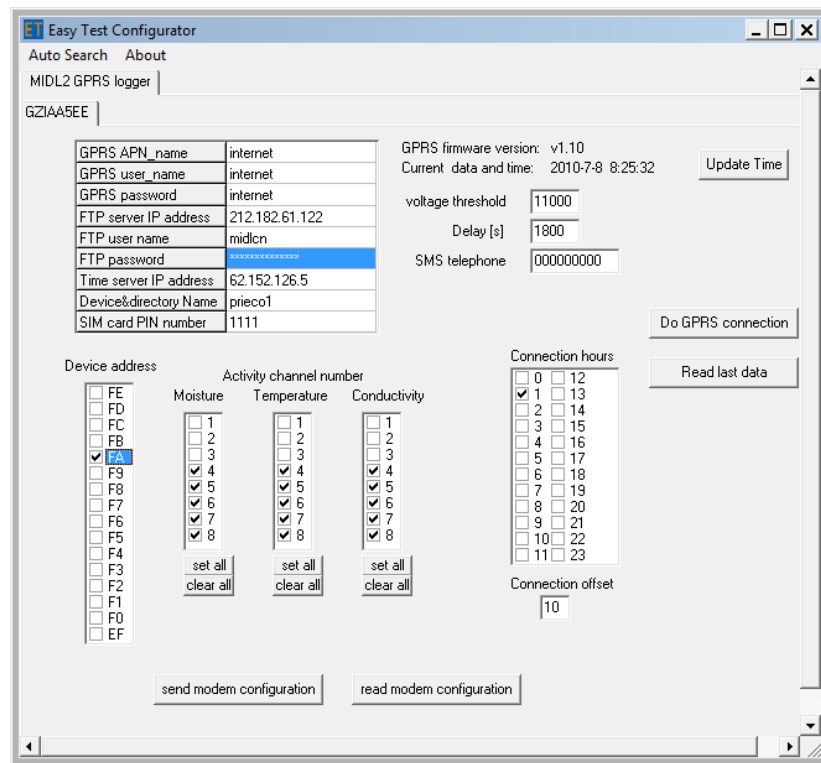 ET Easy Test Configurator
Auto Search About
MIDL2 GPRS logger
GZIAA5EE
GPRS APN_name internet
GPRS user_name internet
GPRS password internet
FTP server IP address 212.182.61.122
FTP user name midlcn
FTP password **************
Time server IP address 62.152.126.5
Device&directory Name prieco1
SIM card PIN number 1111
GPRS firmware version: v1.10
Current data and time: 2010-7-8 8:25:32
Update Time
voltage threshold 11000
Delay [s] 1800
SMS telephone 000000000
Do GPRS connection
Read last data
Device address
FE
FD
FC
FB
FA
F9
F8
F7
F6
F5
F4
F3
F2
F1
F0
EF
Activity channel number
Moisture Temperature Conductivity
1 1 1
2 2 2
3 3 3
4 4 4
5 5 5
6 6 6
7 7 7
8 8 8
set all set all set all
clear all clear all clear all
Connection hours
0 12
1 13
2 14
3 15
4 16
5 17
6 18
7 19
8 20
9 21
10 22
11 23
Connection offset
10
send modem configuration read modem configuration